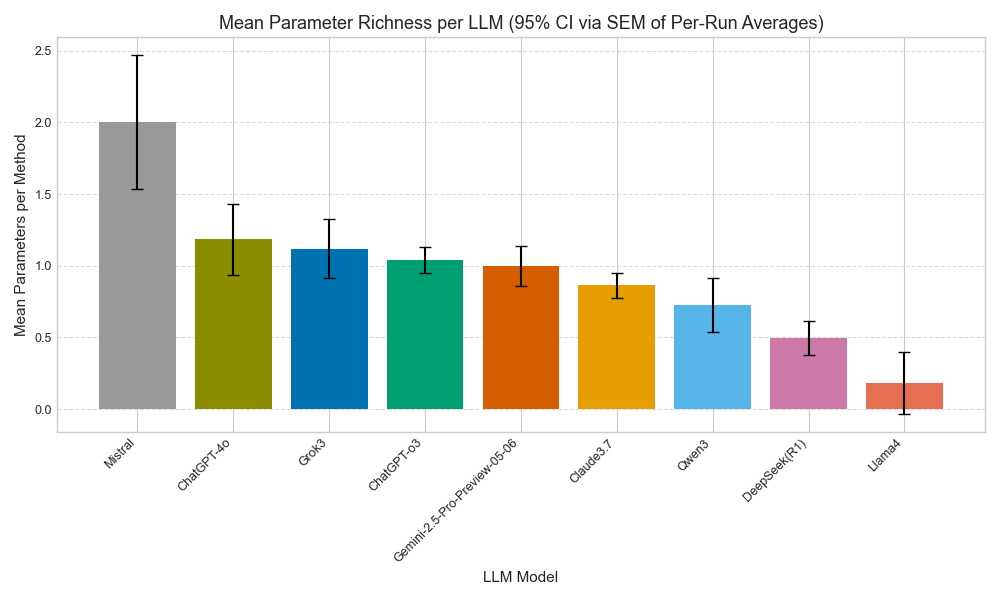 Mean Parameter Richness per LLM (95% CI via SEM of Per-Run Averages)
Mean Parameters per Method
2.5
2.0
1.5
1.0
0.5
0.0
Mistral
ChatGPT-4o
Grok3
ChatGPT-o3
Gemini-2.5-Pro-Preview-05-06
Claude3.7
Qwen3
DeepSeek(R1)
Llama4
LLM Model